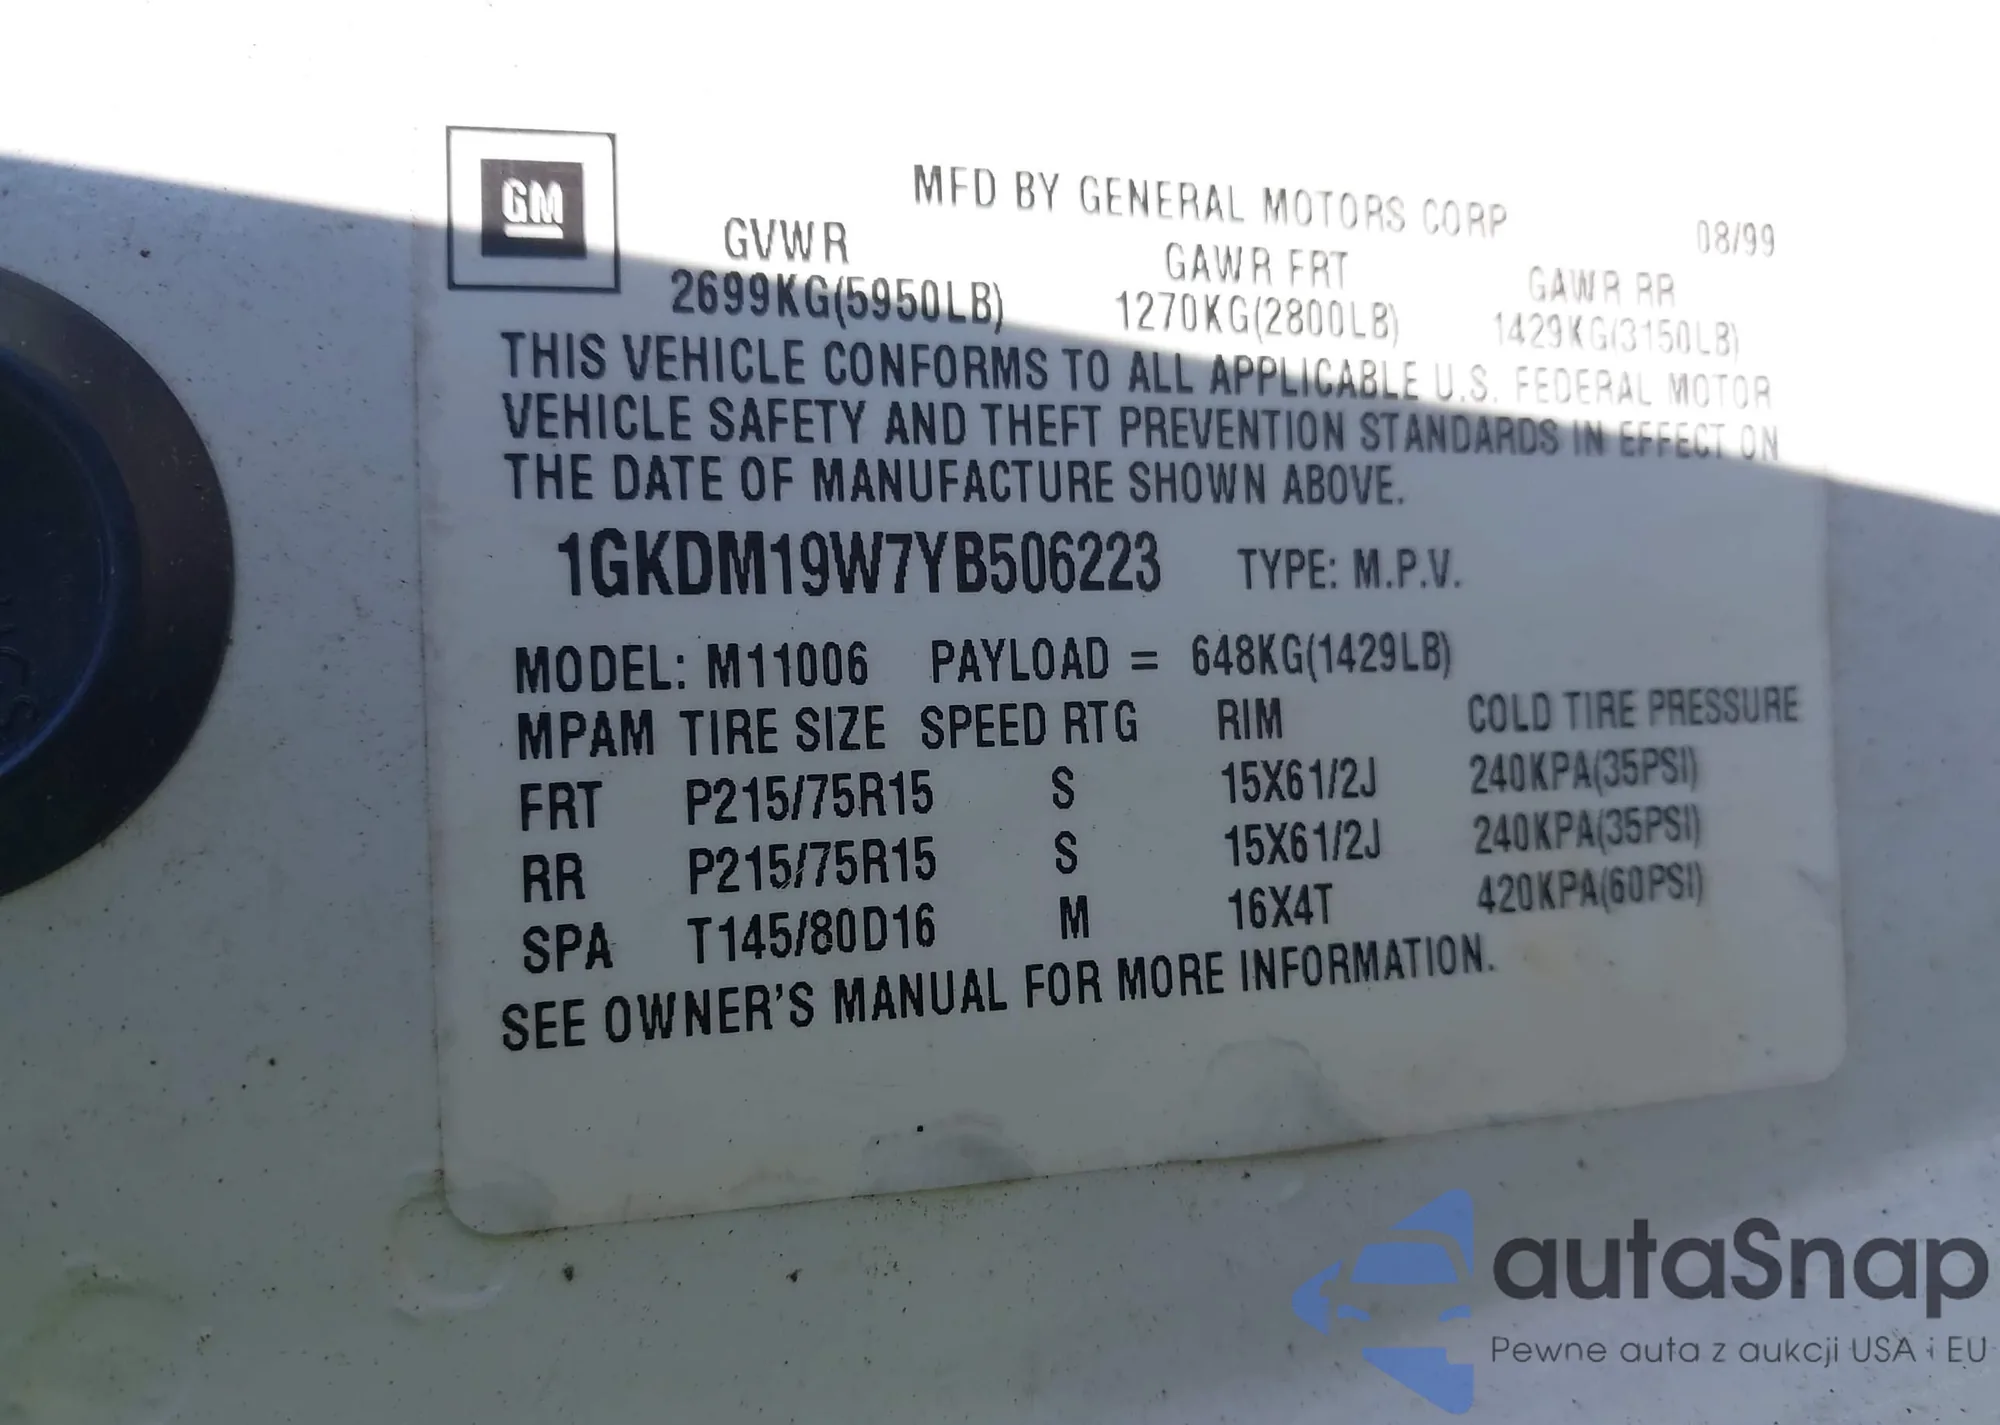 GM
MFD BY GENERAL MOTORS CORP 08/99
GVWR GAWR FRT GAWR RR
2699KG(5950LB) 1270KG(2800LB) 1429KG(3150LB)
THIS VEHICLE CONFORMS TO ALL APPLICABLE U.S. FEDERAL MOTOR
VEHICLE SAFETY AND THEFT PREVENTION STANDARDS IN EFFECT ON
THE DATE OF MANUFACTURE SHOWN ABOVE.
1GKDM19W7YB506223 TYPE: M.P.V.
MODEL: M11006 PAYLOAD = 648KG(1429LB)
MPAM TIRE SIZE SPEED RTG RIM COLD TIRE PRESSURE
FRT P215/75R15 S 15X61/2J 240KPA(35PSI)
RR P215/75R15 S 15X61/2J 240KPA(35PSI)
SPA T145/80D16 M 16X4T 420KPA(60PSI)
SEE OWNER'S MANUAL FOR MORE INFORMATION.
autaSnap
Pewne auta z aukcji USA i EU